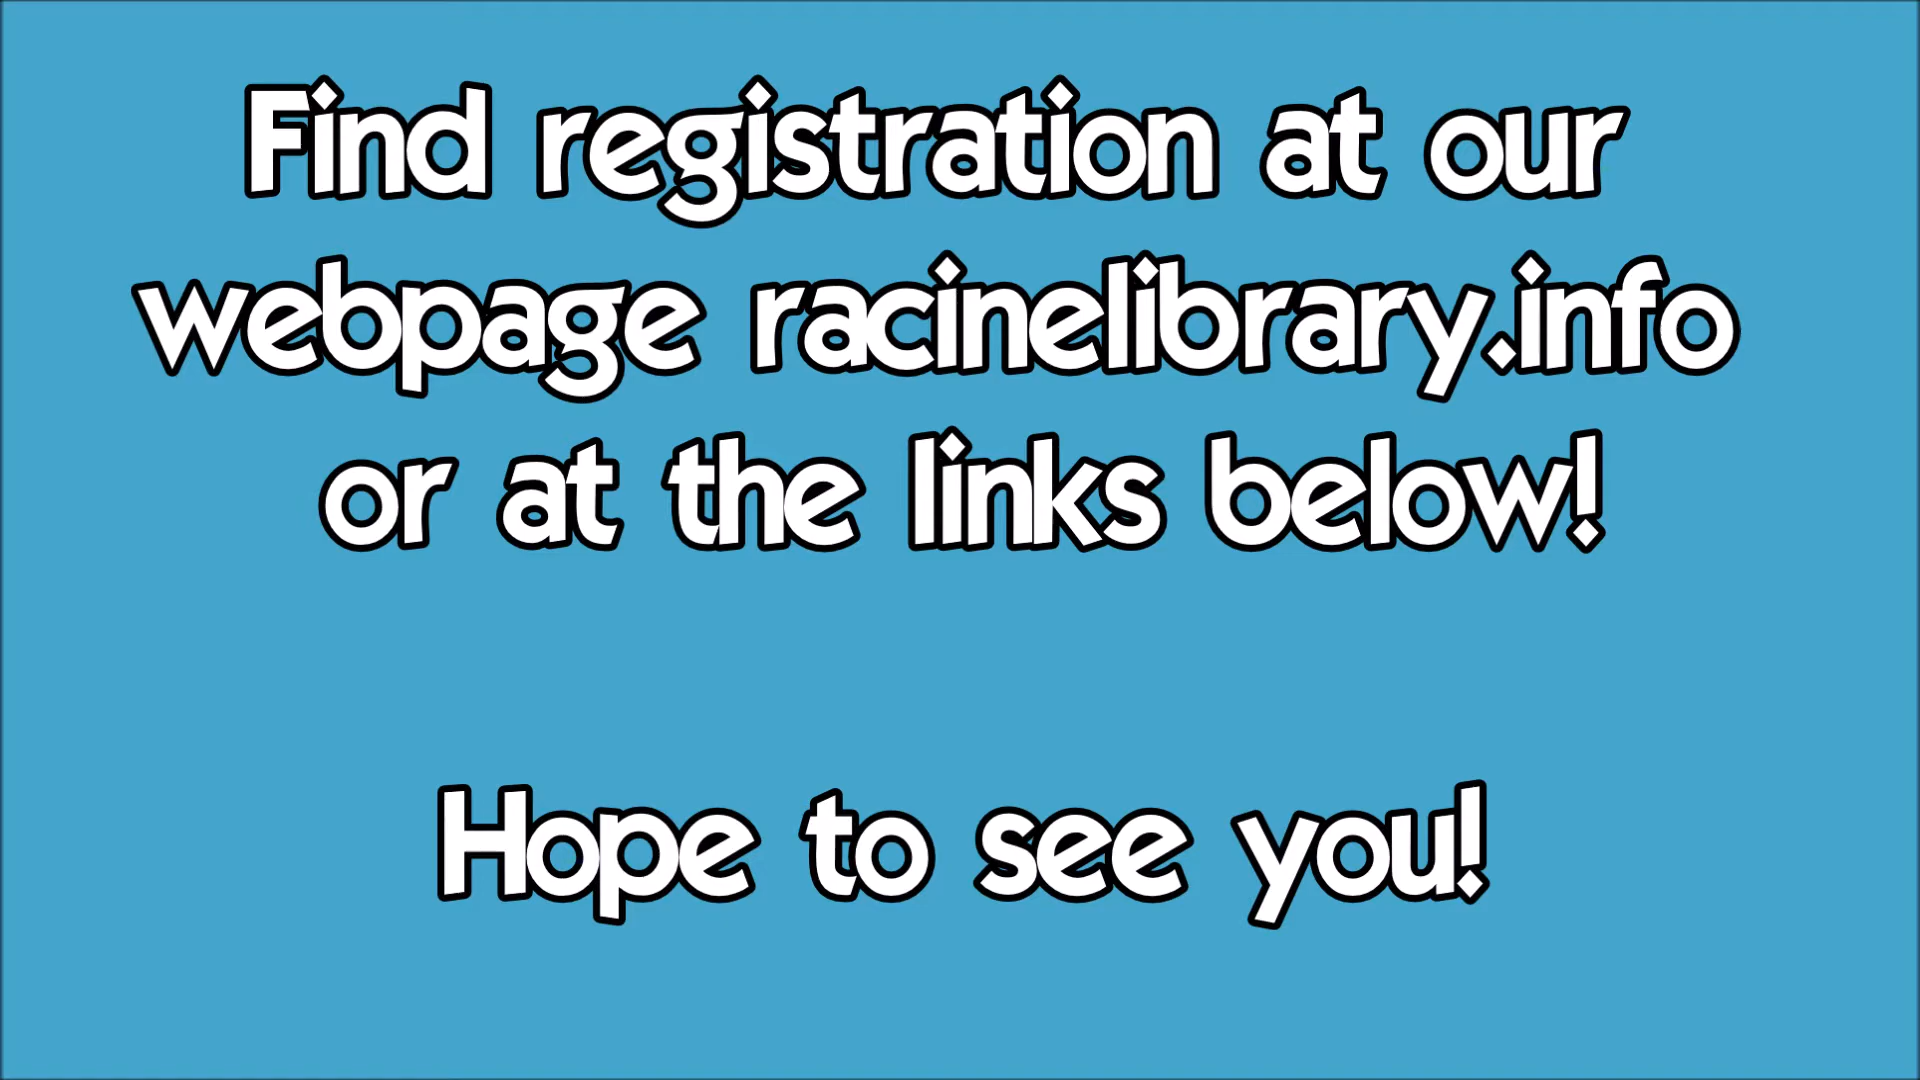 Find registration at our
webpage racinelibrary.info
or at the links below!
Hope to see you!